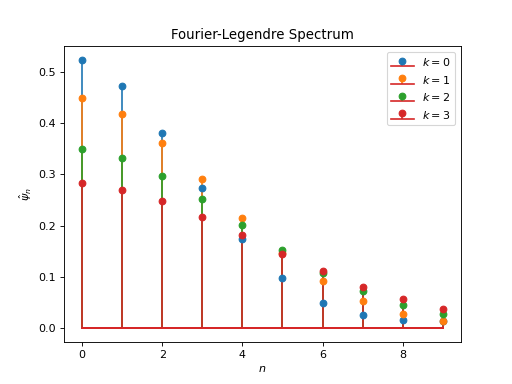 Fourier-Legendre Spectrum
k = 0
k = 1
k = 2
k = 3
0.5
0.4
0.3
0.2
0.1
0.0
ψ̂n
0 2 4 6 8
n